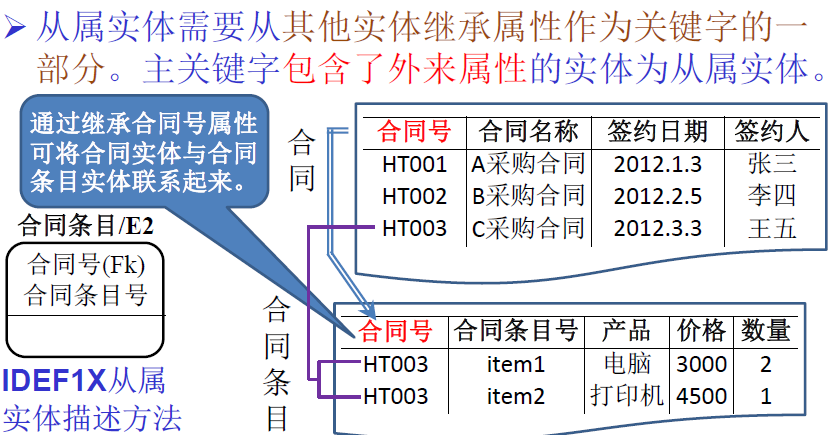 ➢ 从属实体需要从其他实体继承属性作为关键字的一
部分。主关键字包含了外来属性的实体为从属实体。
通过继承合同号属性
可将合同实体与合同
条目实体联系起来。
合同
合同号 合同名称 签约日期 签约人
HT001 A采购合同 2012.1.3 张三
HT002 B采购合同 2012.2.5 李四
HT003 C采购合同 2012.3.3 王五
合同条目/E2
合同号(Fk)
合同条目号
合同条目
合同号 合同条目号 产品 价格 数量
HT003 item1 电脑 3000 2
HT003 item2 打印机 4500 1
IDEF1X从属
实体描述方法